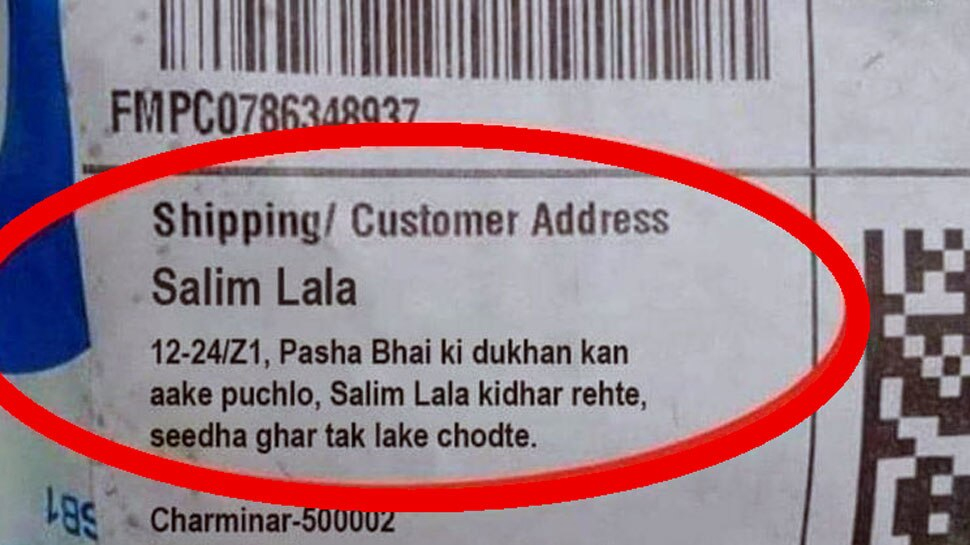 FMPC0786348937
Shipping/ Customer Address
Salim Lala
12-24/Z1, Pasha Bhai ki dukhan kan
aake puchlo, Salim Lala kidhar rehte,
seedha ghar tak lake chodte.
Charminar-500002
SB1